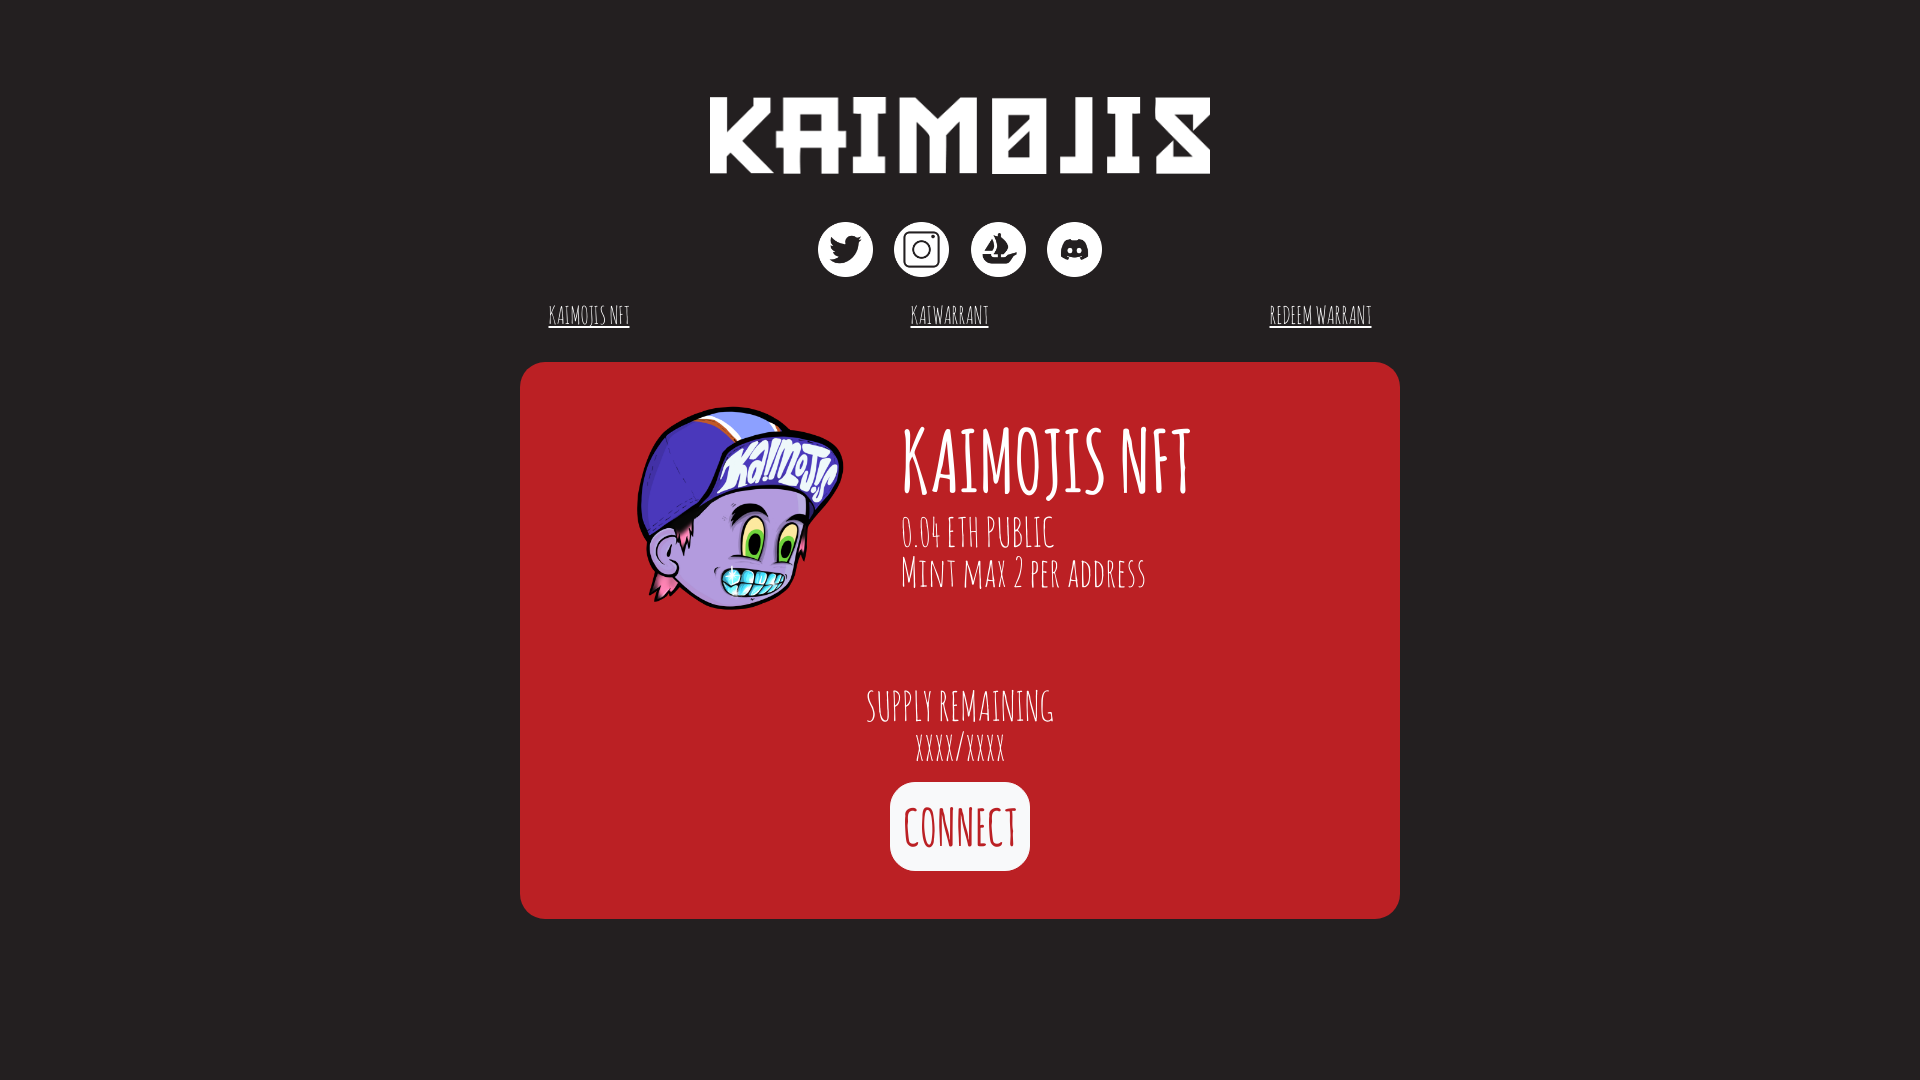 KAIMOJIS
KAIMOJIS NFT
KAIWARRANT
REDEEM WARRANT
KAIMOJIS
KAIMOJIS NFT
0.04 ETH PUBLIC
Mint max 2 per address
SUPPLY REMAINING
XXXX/XXXX
CONNECT